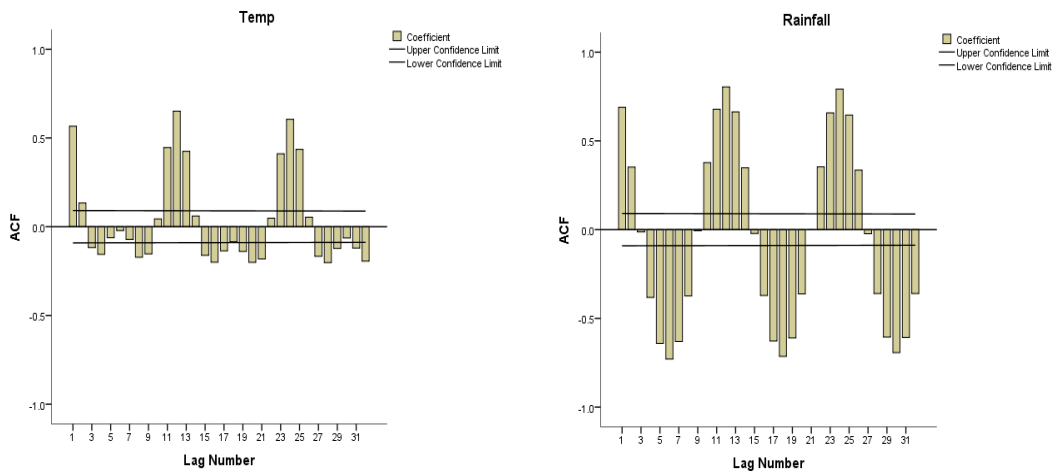 Temp
Coefficient
Upper Confidence Limit
Lower Confidence Limit
1.0
0.5
0.0
-0.5
-1.0
ACF
1 3 5 7 9 11 13 15 17 19 21 23 25 27 29 31
Lag Number
Rainfall
Coefficient
Upper Confidence Limit
Lower Confidence Limit
1.0
0.5
0.0
-0.5
-1.0
ACF
1 3 5 7 9 11 13 15 17 19 21 23 25 27 29 31
Lag Number